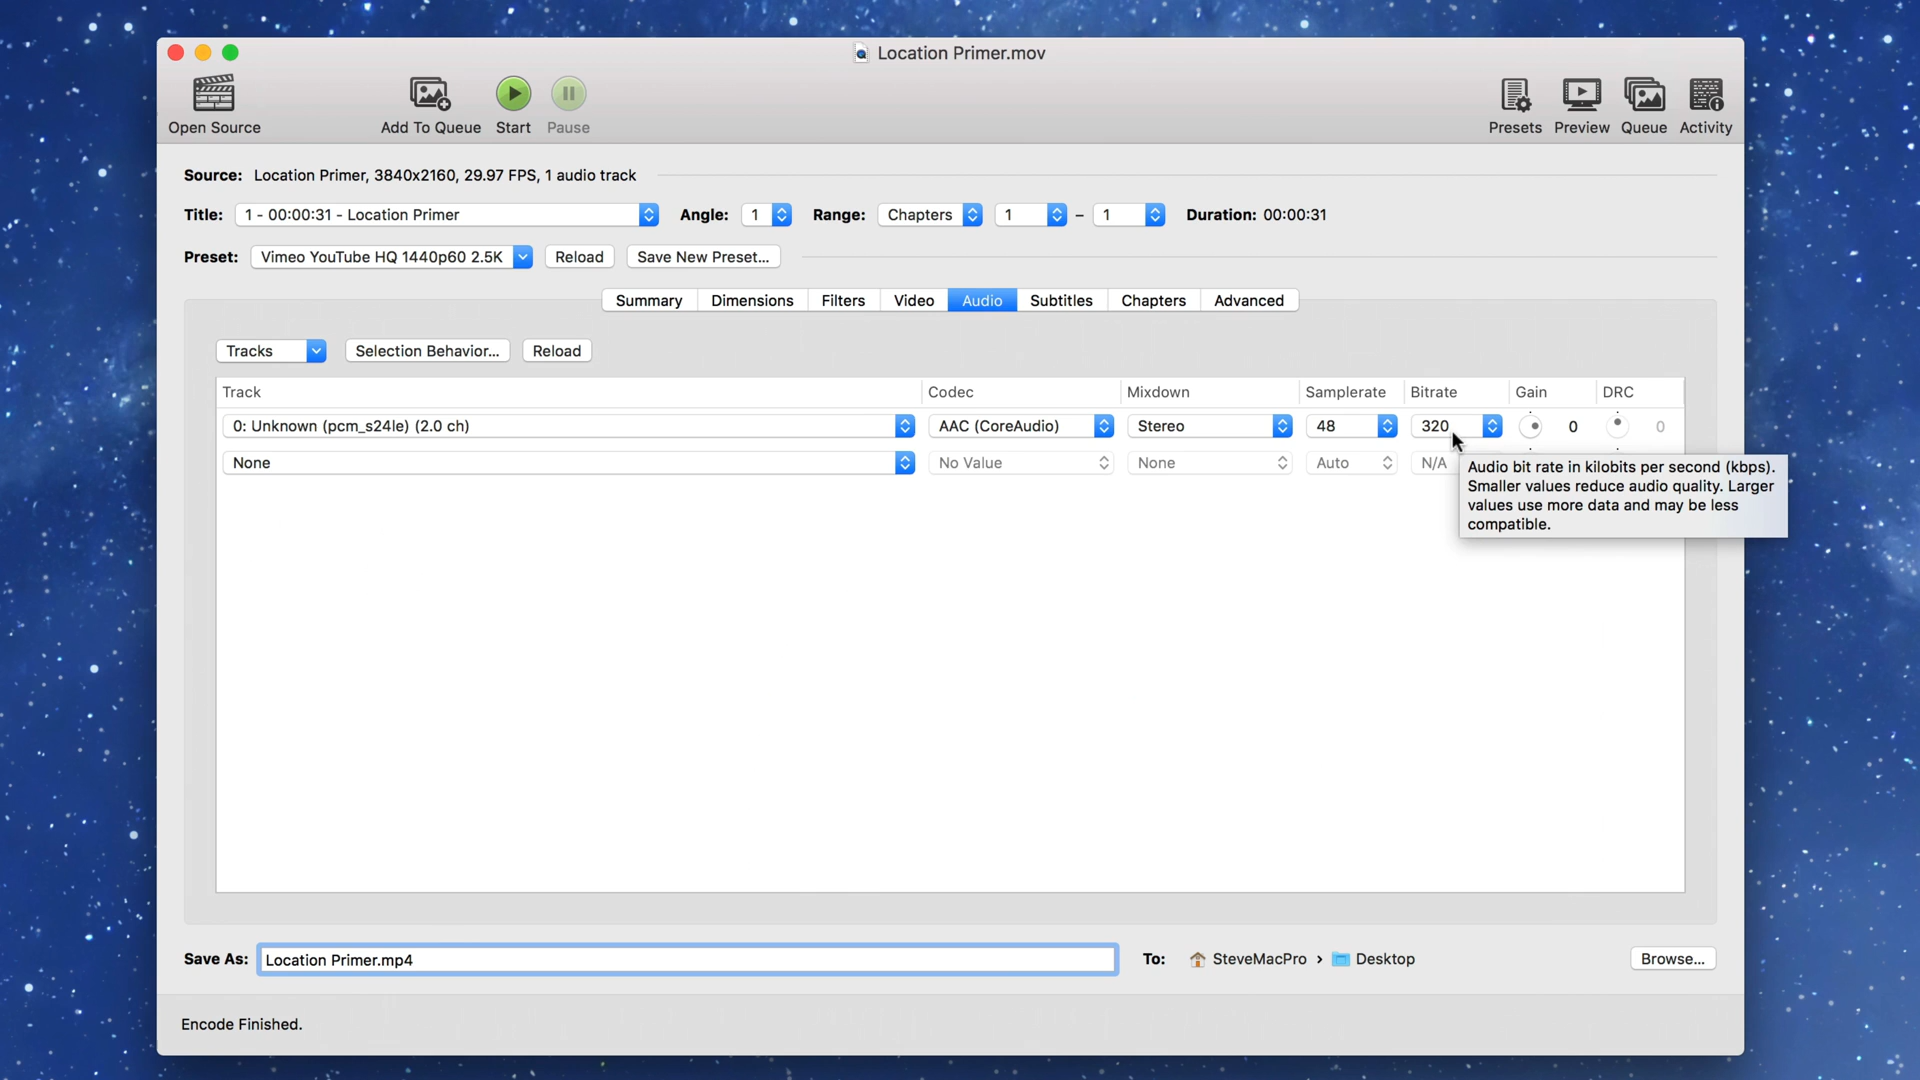 Location Primer.mov
Open Source Add To Queue Start Pause Presets Preview Queue Activity
Source: Location Primer, 3840x2160, 29.97 FPS, 1 audio track
Title: 1 - 00:00:31 - Location Primer Angle: 1 Range: Chapters 1 – 1 Duration: 00:00:31
Preset: Vimeo YouTube HQ 1440p60 2.5K Reload Save New Preset...
Summary Dimensions Filters Video Audio Subtitles Chapters Advanced
Tracks Selection Behavior... Reload
Track Codec Mixdown Samplerate Bitrate Gain DRC
0: Unknown (pcm_s24le) (2.0 ch) AAC (CoreAudio) Stereo 48 320 0 0
None No Value None Auto N/A
Audio bit rate in kilobits per second (kbps).
Smaller values reduce audio quality. Larger
values use more data and may be less
compatible.
Save As: Location Primer.mp4 To: SteveMacPro › Desktop Browse...
Encode Finished.